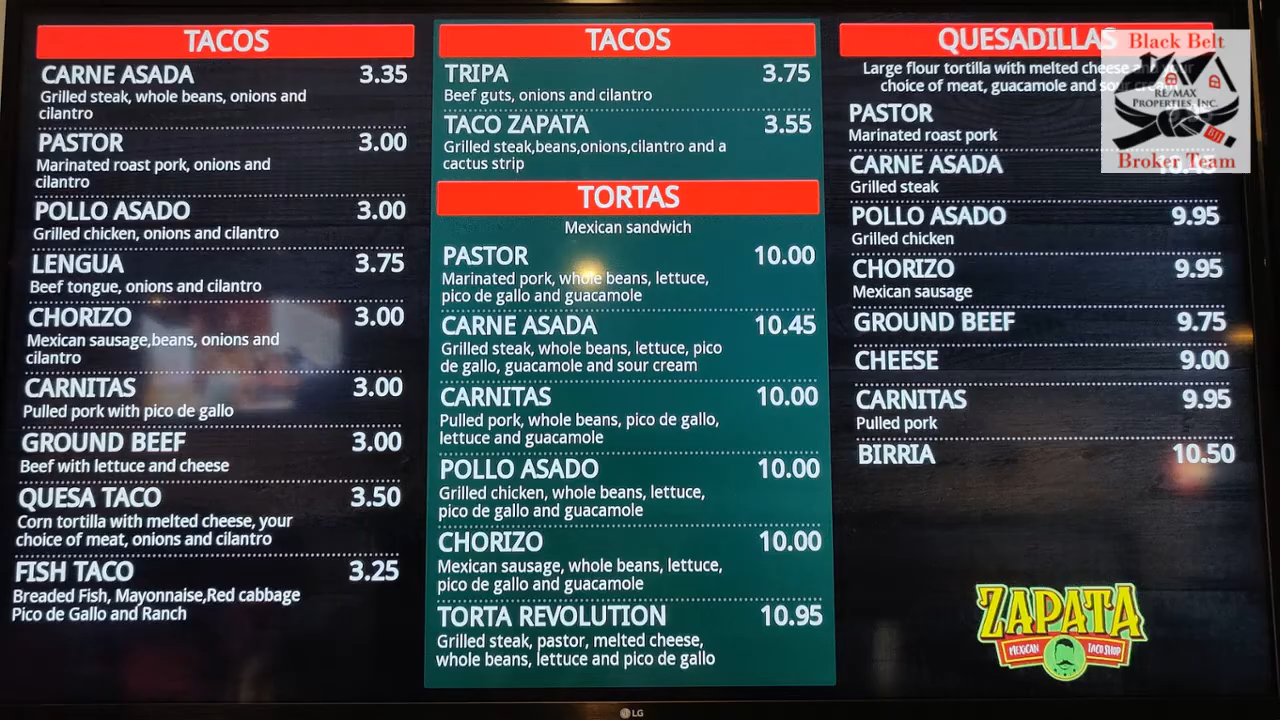 TACOS
CARNE ASADA 3.35
Grilled steak, whole beans, onions and
cilantro
PASTOR 3.00
Marinated roast pork, onions and
cilantro
POLLO ASADO 3.00
Grilled chicken, onions and cilantro
LENGUA 3.75
Beef tongue, onions and cilantro
CHORIZO 3.00
Mexican sausage,beans, onions and
cilantro
CARNITAS 3.00
Pulled pork with pico de gallo
GROUND BEEF 3.00
Beef with lettuce and cheese
QUESA TACO 3.50
Corn tortilla with melted cheese, your
choice of meat, onions and cilantro
FISH TACO 3.25
Breaded Fish, Mayonnaise,Red cabbage
Pico de Gallo and Ranch
TACOS
TRIPA 3.75
Beef guts, onions and cilantro
TACO ZAPATA 3.55
Grilled steak,beans,onions,cilantro and a
cactus strip
TORTAS
Mexican sandwich
PASTOR 10.00
Marinated pork, whole beans, lettuce,
pico de gallo and guacamole
CARNE ASADA 10.45
Grilled steak, whole beans, lettuce, pico
de gallo, guacamole and sour cream
CARNITAS 10.00
Pulled pork, whole beans, pico de gallo,
lettuce and guacamole
POLLO ASADO 10.00
Grilled chicken, whole beans, lettuce,
pico de gallo and guacamole
CHORIZO 10.00
Mexican sausage, whole beans, lettuce,
pico de gallo and guacamole
TORTA REVOLUTION 10.95
Grilled steak, pastor, melted cheese,
whole beans, lettuce and pico de gallo
QUESADILLAS
Large flour tortilla with melted cheese and your
choice of meat, guacamole and sour cream
PASTOR
Marinated roast pork
CARNE ASADA
Grilled steak
POLLO ASADO 9.95
Grilled chicken
CHORIZO 9.95
Mexican sausage
GROUND BEEF 9.75
CHEESE 9.00
CARNITAS 9.95
Pulled pork
BIRRIA 10.50
ZAPATA
MEXICAN TACO SHOP
Black Belt
RE/MAX
PROPERTIES, INC.
BJJ
Broker Team
LG